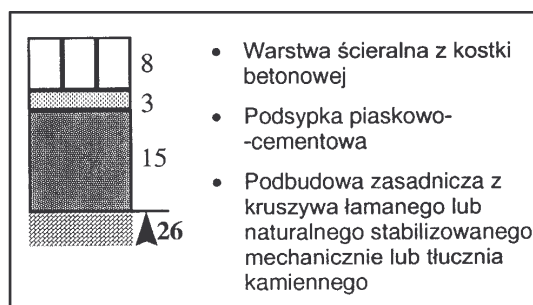 8
3
15
26
• Warstwa ścieralna z kostki
betonowej
• Podsypka piaskowo-
-cementowa
• Podbudowa zasadnicza z
kruszywa łamanego lub
naturalnego stabilizowanego
mechanicznie lub tłucznia
kamiennego